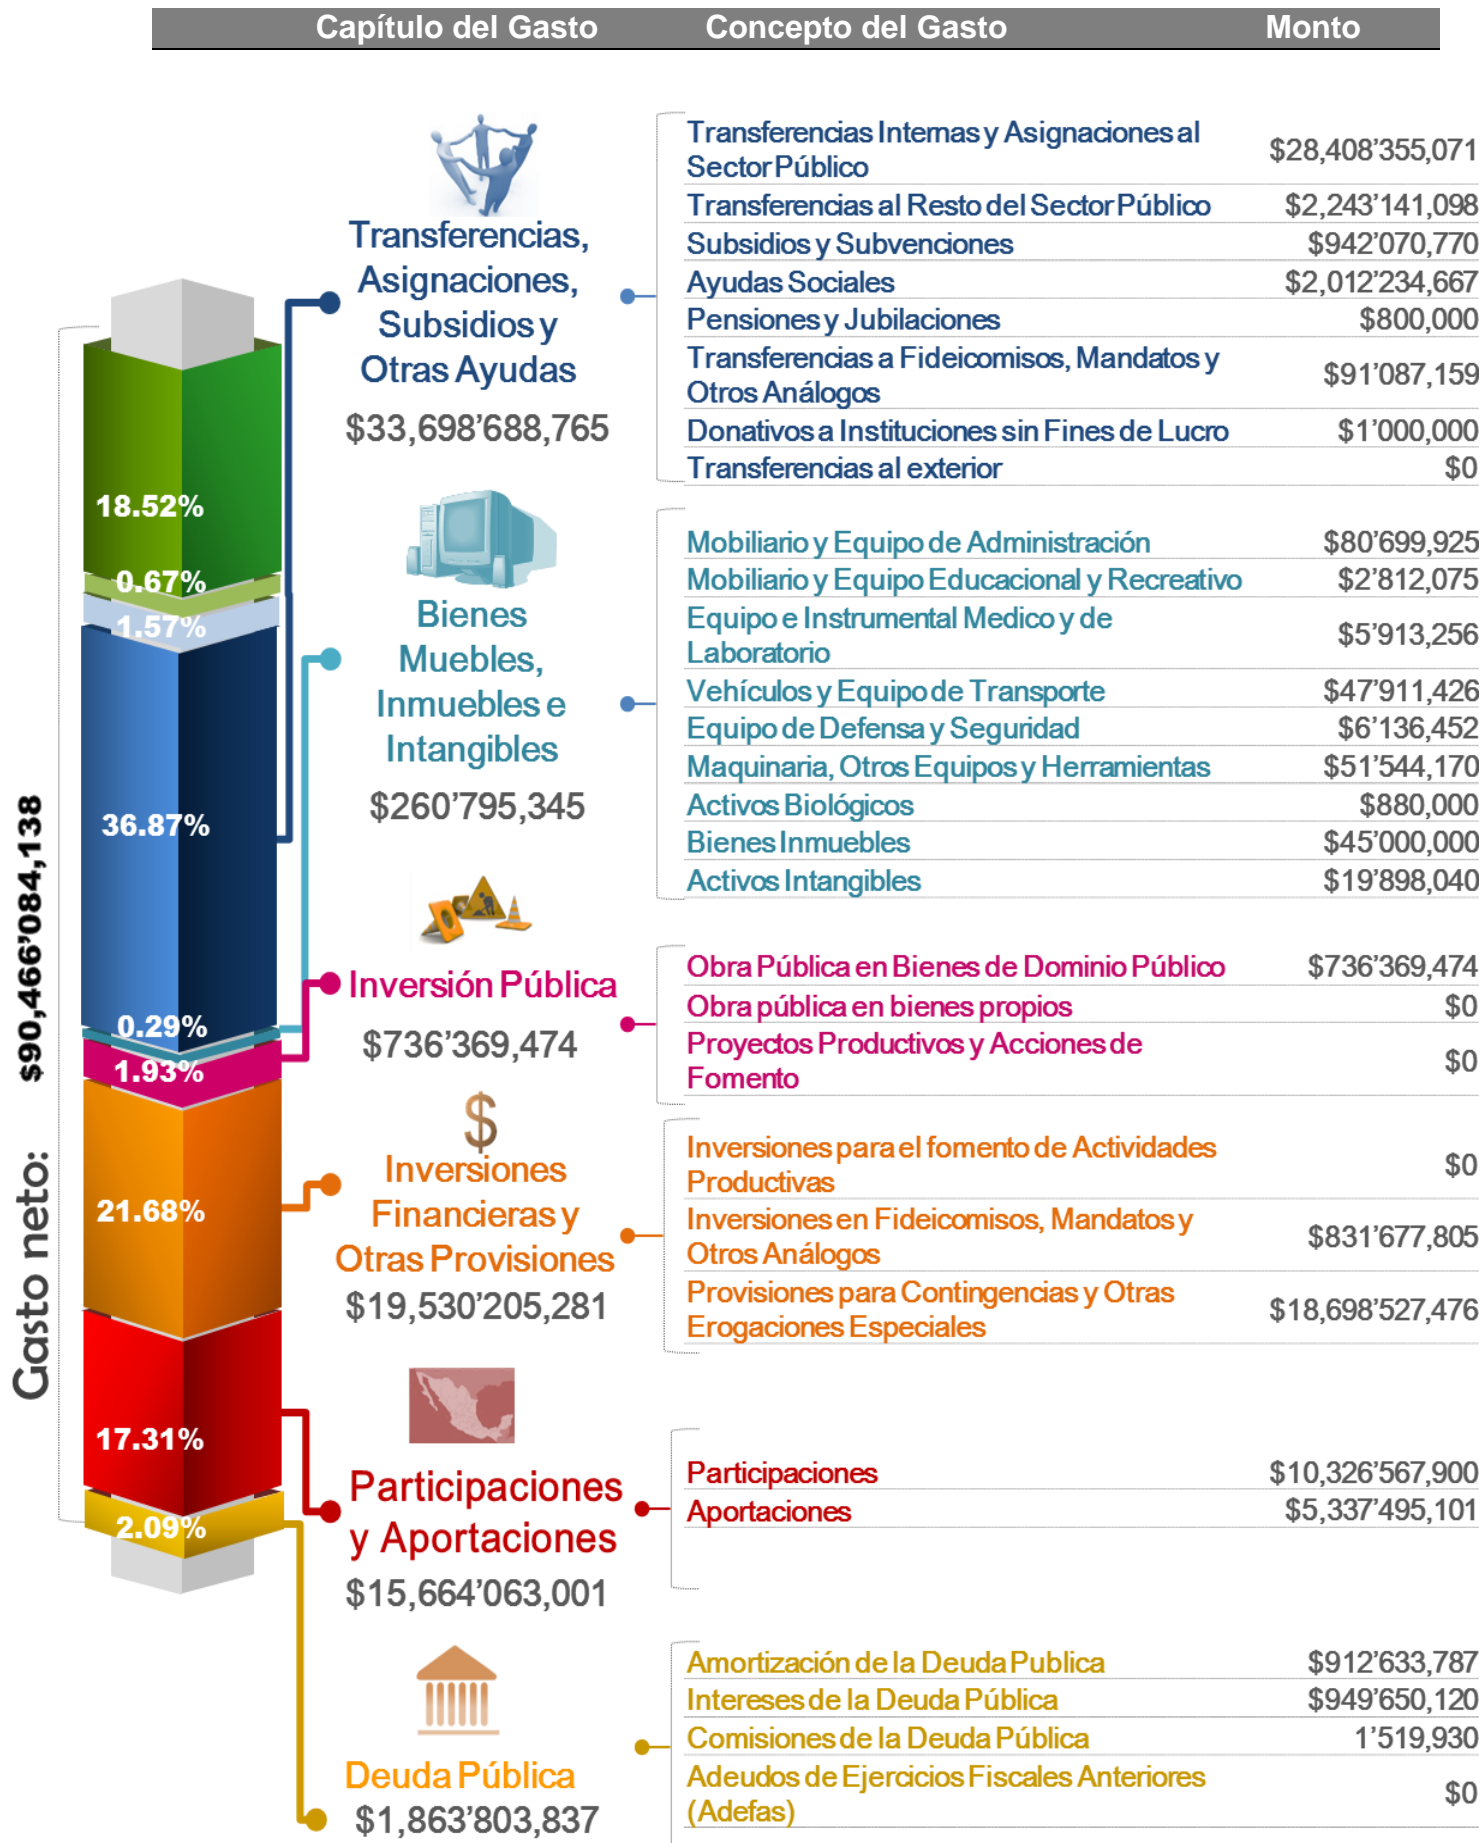 Capítulo del Gasto Concepto del Gasto Monto
Gasto neto: $90,466'084,138
18.52%
0.67%
1.57%
36.87%
0.29%
1.93%
21.68%
17.31%
2.09%
Transferencias,
Asignaciones,
Subsidios y
Otras Ayudas
$33,698'688,765
Transferencias Internas y Asignaciones al
Sector Público
$28,408'355,071
Transferencias al Resto del Sector Público $2,243'141,098
Subsidios y Subvenciones $942'070,770
Ayudas Sociales $2,012'234,667
Pensiones y Jubilaciones $800,000
Transferencias a Fideicomisos, Mandatos y
Otros Análogos
$91'087,159
Donativos a Instituciones sin Fines de Lucro $1'000,000
Transferencias al exterior $0
Bienes
Muebles,
Inmuebles e
Intangibles
$260'795,345
Mobiliario y Equipo de Administración $80'699,925
Mobiliario y Equipo Educacional y Recreativo $2'812,075
Equipo e Instrumental Medico y de
Laboratorio
$5'913,256
Vehículos y Equipo de Transporte $47'911,426
Equipo de Defensa y Seguridad $6'136,452
Maquinaria, Otros Equipos y Herramientas $51'544,170
Activos Biológicos $880,000
Bienes Inmuebles $45'000,000
Activos Intangibles $19'898,040
Inversión Pública
$736'369,474
Obra Pública en Bienes de Dominio Público $736'369,474
Obra pública en bienes propios $0
Proyectos Productivos y Acciones de
Fomento
$0
$
Inversiones
Financieras y
Otras Provisiones
$19,530'205,281
Inversiones para el fomento de Actividades
Productivas
$0
Inversiones en Fideicomisos, Mandatos y
Otros Análogos
$831'677,805
Provisiones para Contingencias y Otras
Erogaciones Especiales
$18,698'527,476
Participaciones
y Aportaciones
$15,664'063,001
Participaciones $10,326'567,900
Aportaciones $5,337'495,101
Deuda Pública
$1,863'803,837
Amortización de la Deuda Publica $912'633,787
Intereses de la Deuda Pública $949'650,120
Comisiones de la Deuda Pública 1'519,930
Adeudos de Ejercicios Fiscales Anteriores
(Adefas)
$0